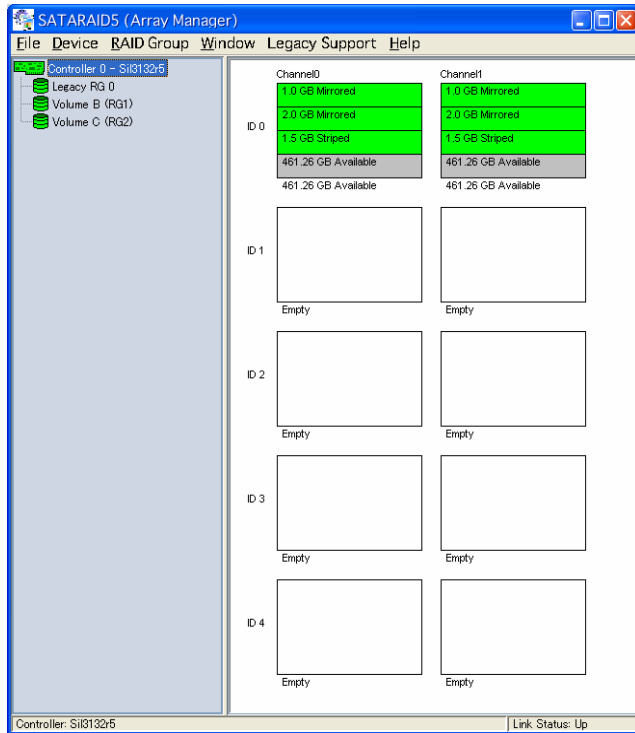 SATARAID5 (Array Manager)
File Device RAID Group Window Legacy Support Help
Controller 0 - SiI3132r5
Legacy RG 0
Volume B (RG1)
Volume C (RG2)
Channel0 Channel1
ID 0
1.0 GB Mirrored 1.0 GB Mirrored
2.0 GB Mirrored 2.0 GB Mirrored
1.5 GB Striped 1.5 GB Striped
461.26 GB Available 461.26 GB Available
461.26 GB Available 461.26 GB Available
ID 1
Empty Empty
ID 2
Empty Empty
ID 3
Empty Empty
ID 4
Empty Empty
Controller: SiI3132r5 Link Status: Up